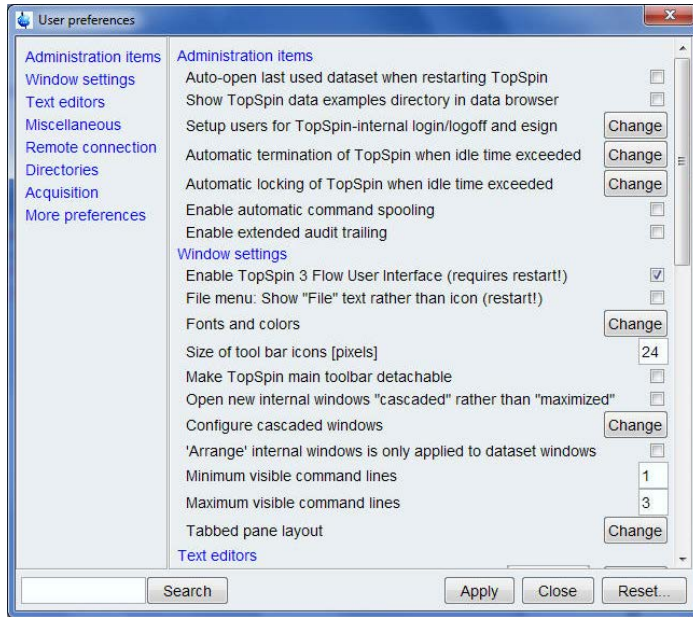 User preferences
Administration items
Window settings
Text editors
Miscellaneous
Remote connection
Directories
Acquisition
More preferences
Administration items
Auto-open last used dataset when restarting TopSpin
Show TopSpin data examples directory in data browser
Setup users for TopSpin-internal login/logoff and esign Change
Automatic termination of TopSpin when idle time exceeded Change
Automatic locking of TopSpin when idle time exceeded Change
Enable automatic command spooling
Enable extended audit trailing
Window settings
Enable TopSpin 3 Flow User Interface (requires restart!)
File menu: Show "File" text rather than icon (restart!)
Fonts and colors Change
Size of tool bar icons [pixels] 24
Make TopSpin main toolbar detachable
Open new internal windows "cascaded" rather than "maximized"
Configure cascaded windows Change
'Arrange' internal windows is only applied to dataset windows
Minimum visible command lines 1
Maximum visible command lines 3
Tabbed pane layout Change
Text editors
Search Apply Close Reset...